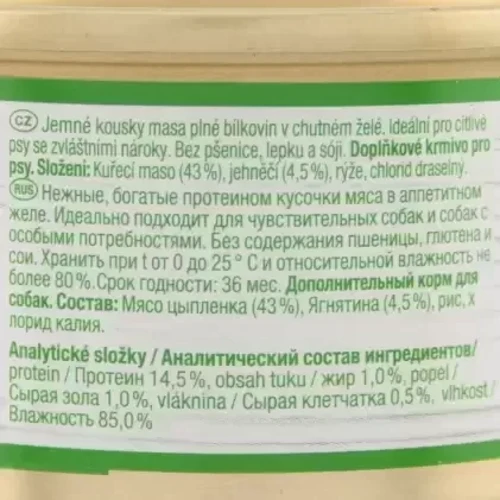 CZ Jemné kousky masa plné bílkovin v chutném želé. Ideální pro citlivé
psy se zvláštními nároky. Bez pšenice, lepku a sóji. Doplňkové krmivo pro
psy. Složení: Kuřecí maso (43%), jehněčí (4,5%), rýže, chlorid draselný.
RUS Нежные, богатые протеином кусочки мяса в аппетитном
желе. Идеально подходит для чувствительных собак и собак с
особыми потребностями. Без содержания пшеницы, глютена и
сои. Хранить при t от 0 до 25° С и относительной влажность не
более 80%. Срок годности: 36 мес. Дополнительный корм для
собак. Состав: Мясо цыпленка (43%), Ягнятина (4,5%), рис, х
лорид калия.
Analytické složky / Аналитический состав ингредиентов/
protein / Протеин 14,5%, obsah tuku / жир 1,0%, popel /
Сырая зола 1,0%, vláknina / Сырая клетчатка 0,5%, vlhkost /
Влажность 85,0%